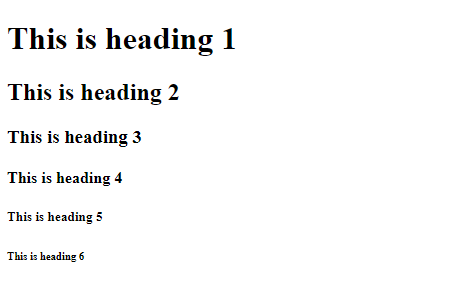 This is heading 1
This is heading 2
This is heading 3
This is heading 4
This is heading 5
This is heading 6